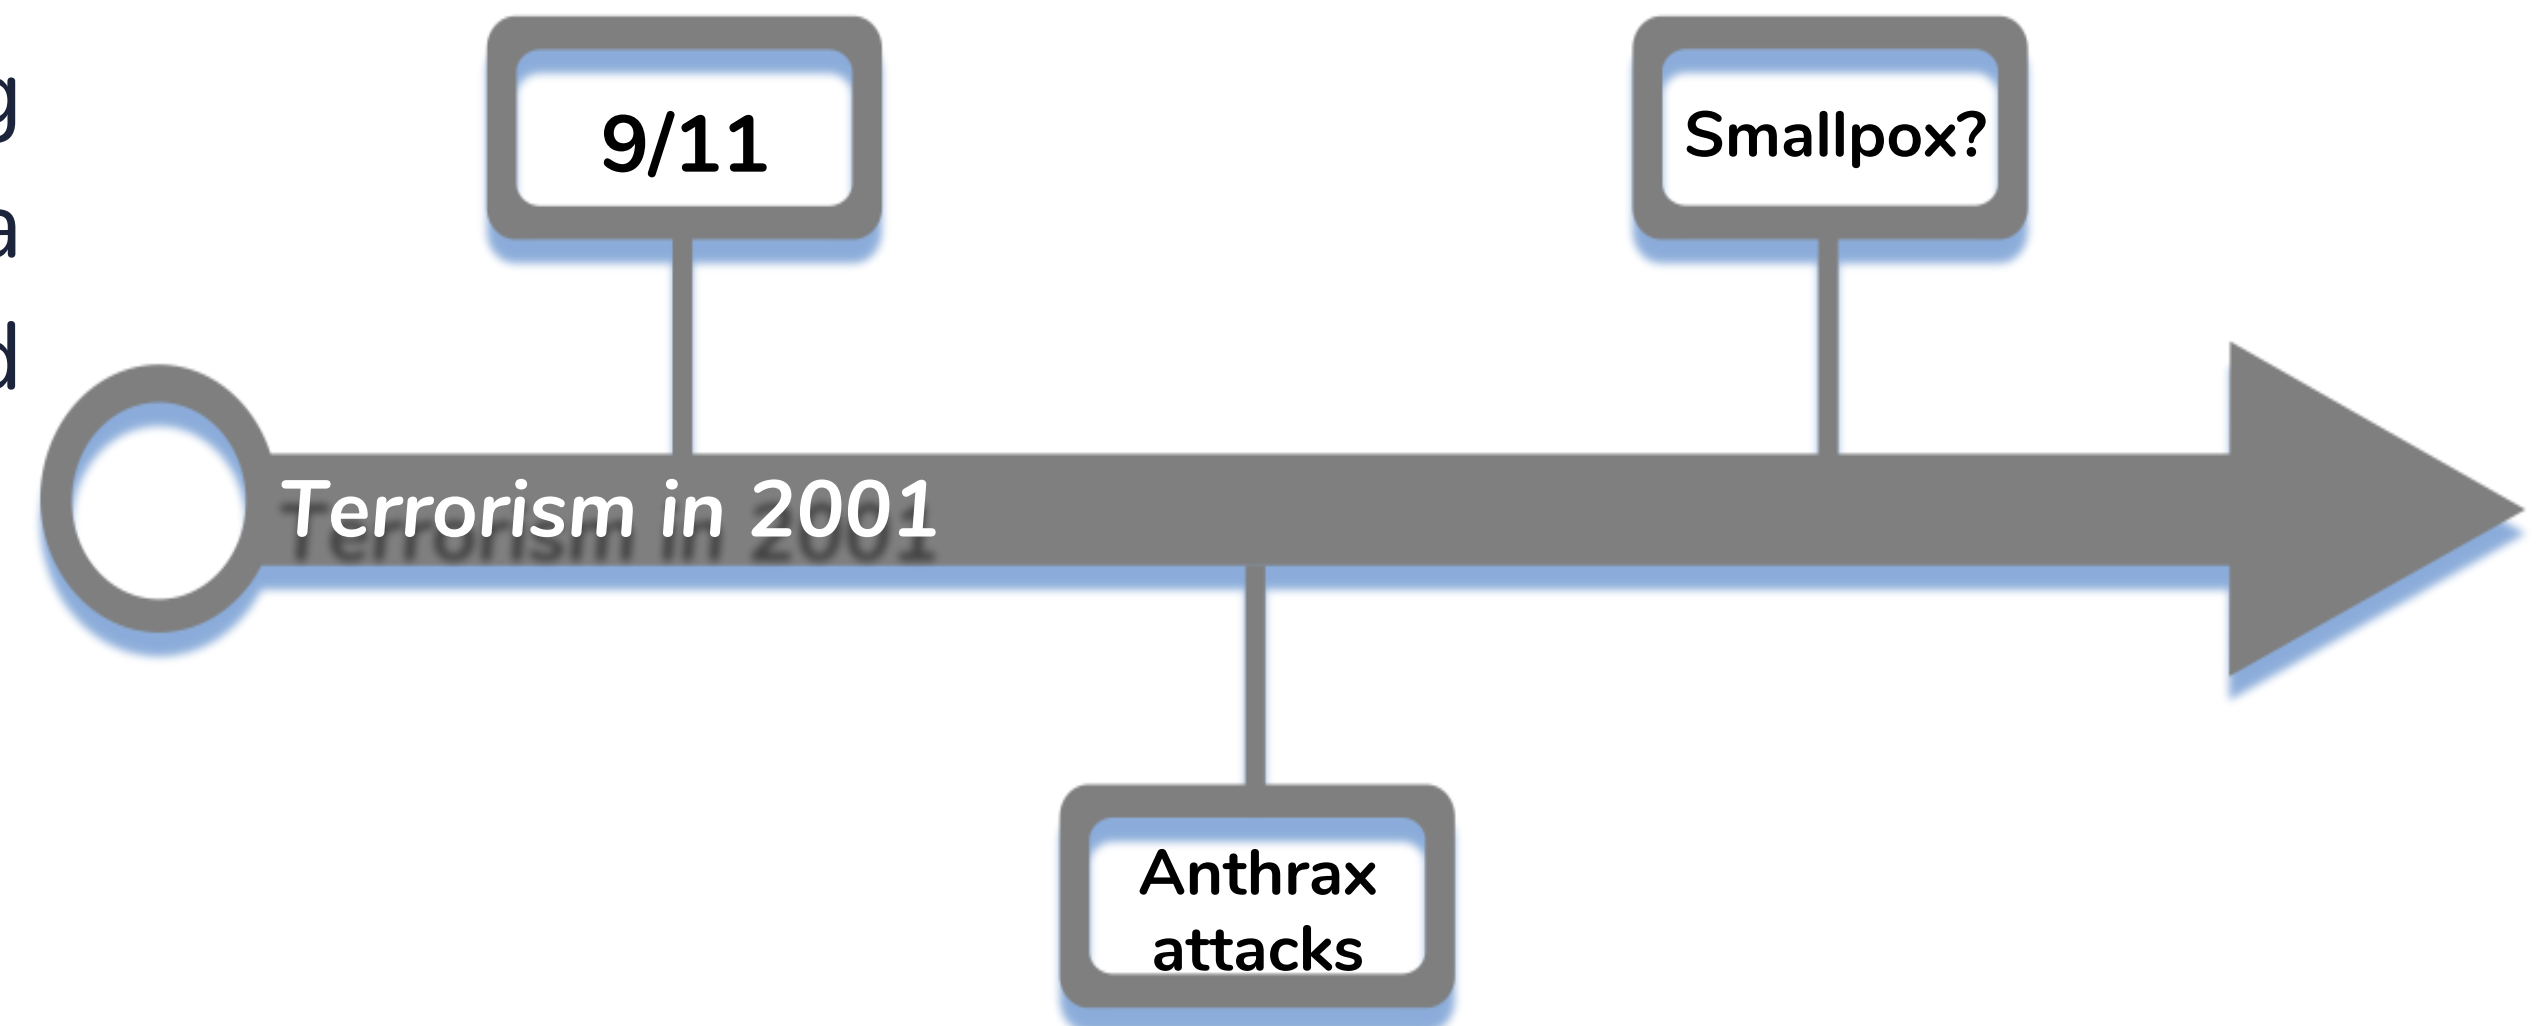 g
a
d
9/11
Smallpox?
Terrorism in 2001
Anthrax
attacks